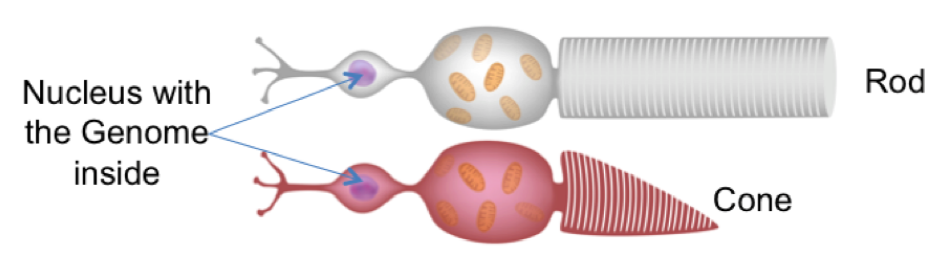 Nucleus with
the Genome
inside
Rod
Cone